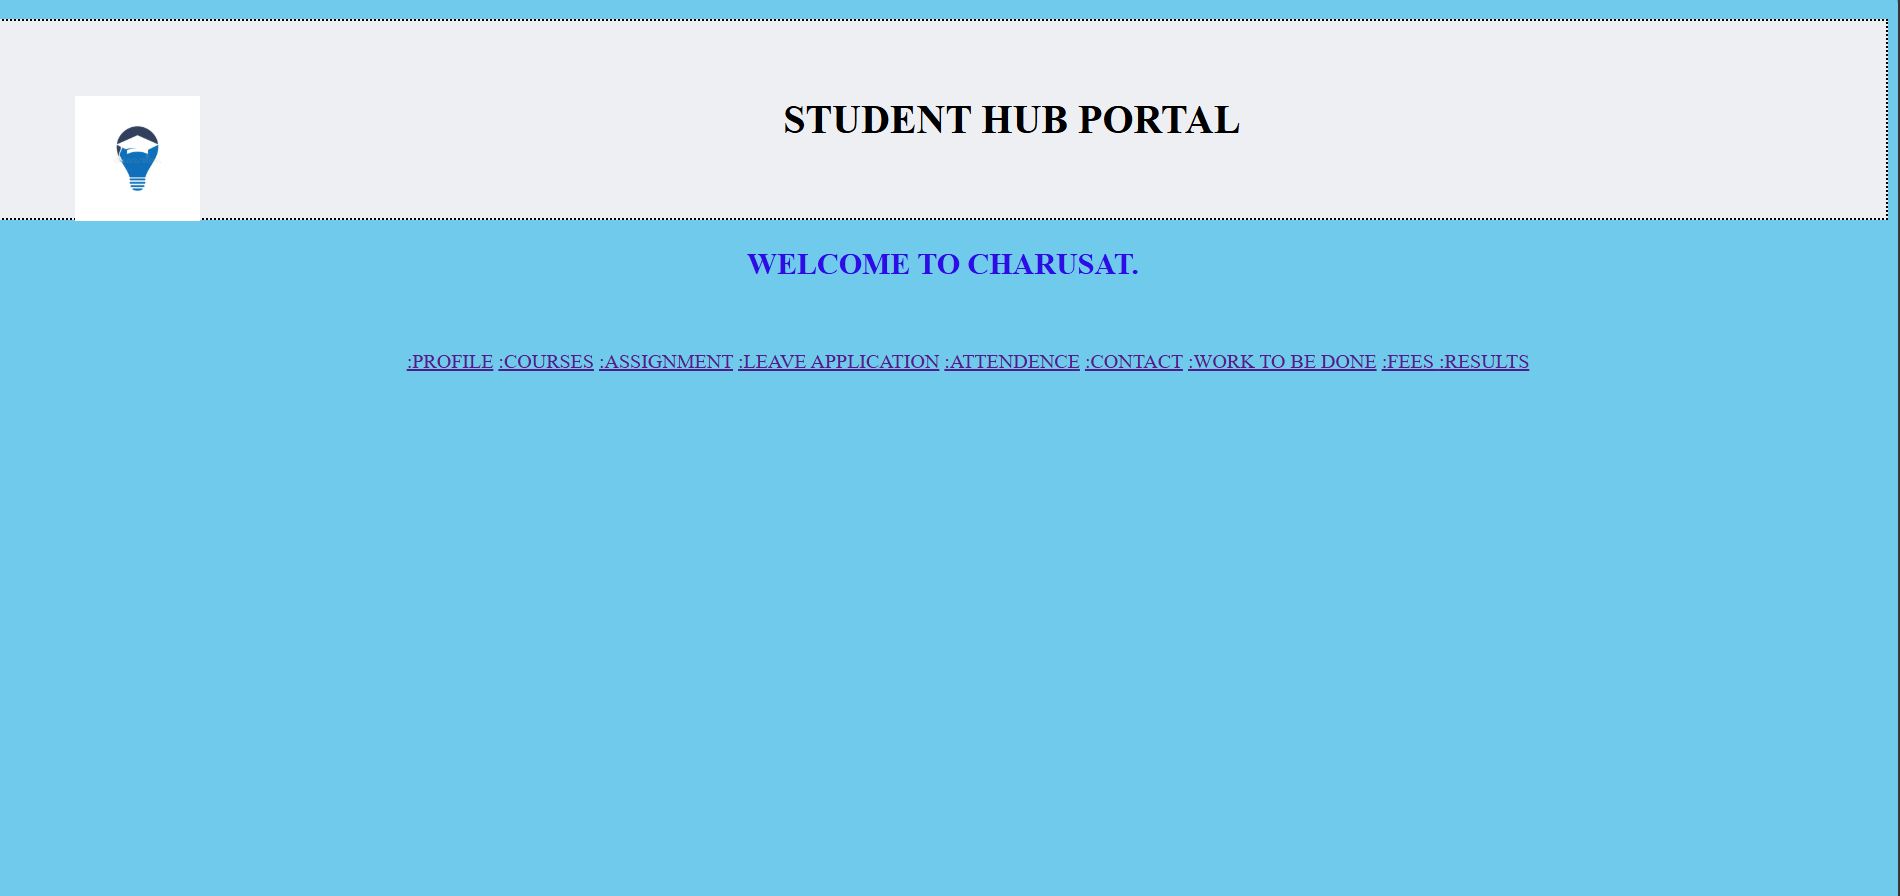 STUDENT HUB PORTAL
WELCOME TO CHARUSAT.
:PROFILE :COURSES :ASSIGNMENT :LEAVE APPLICATION :ATTENDENCE :CONTACT :WORK TO BE DONE :FEES :RESULTS